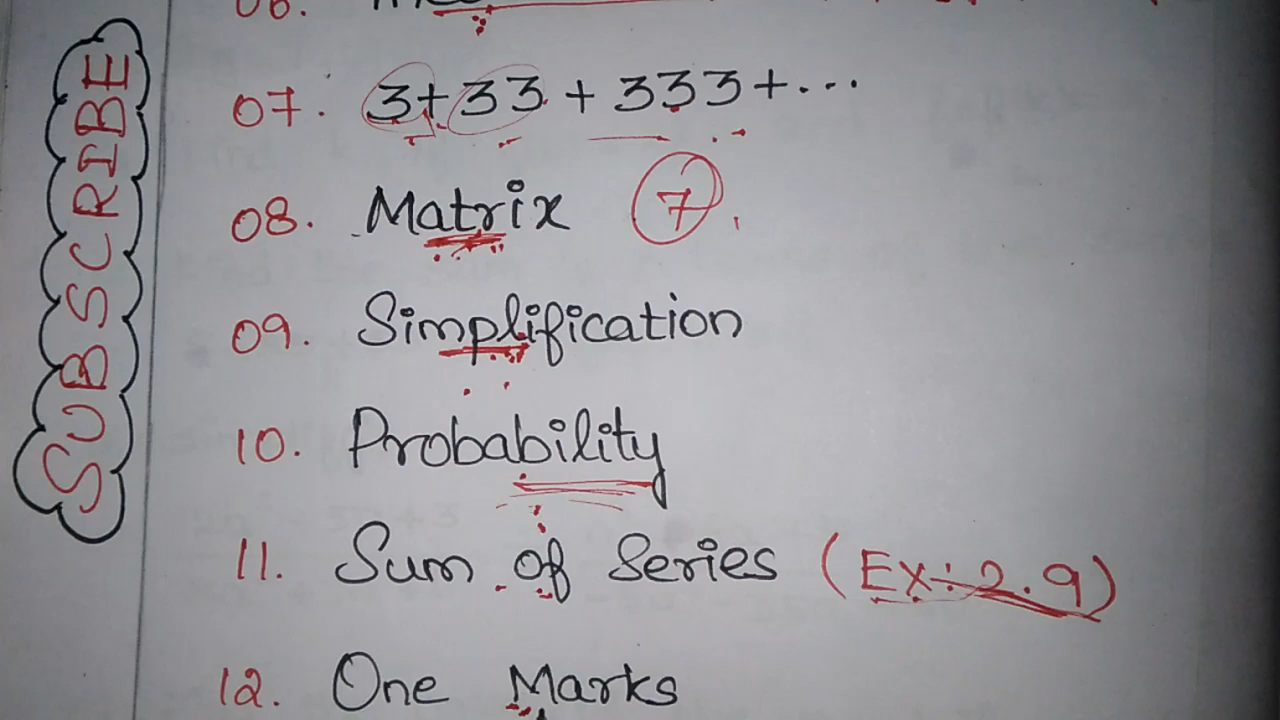 SUBSCRIBE
06.
07. 3+33+333+...
08. Matrix 7
09. Simplification
10. Probability
11. Sum of Series (Ex:-2.9)
12. One Marks